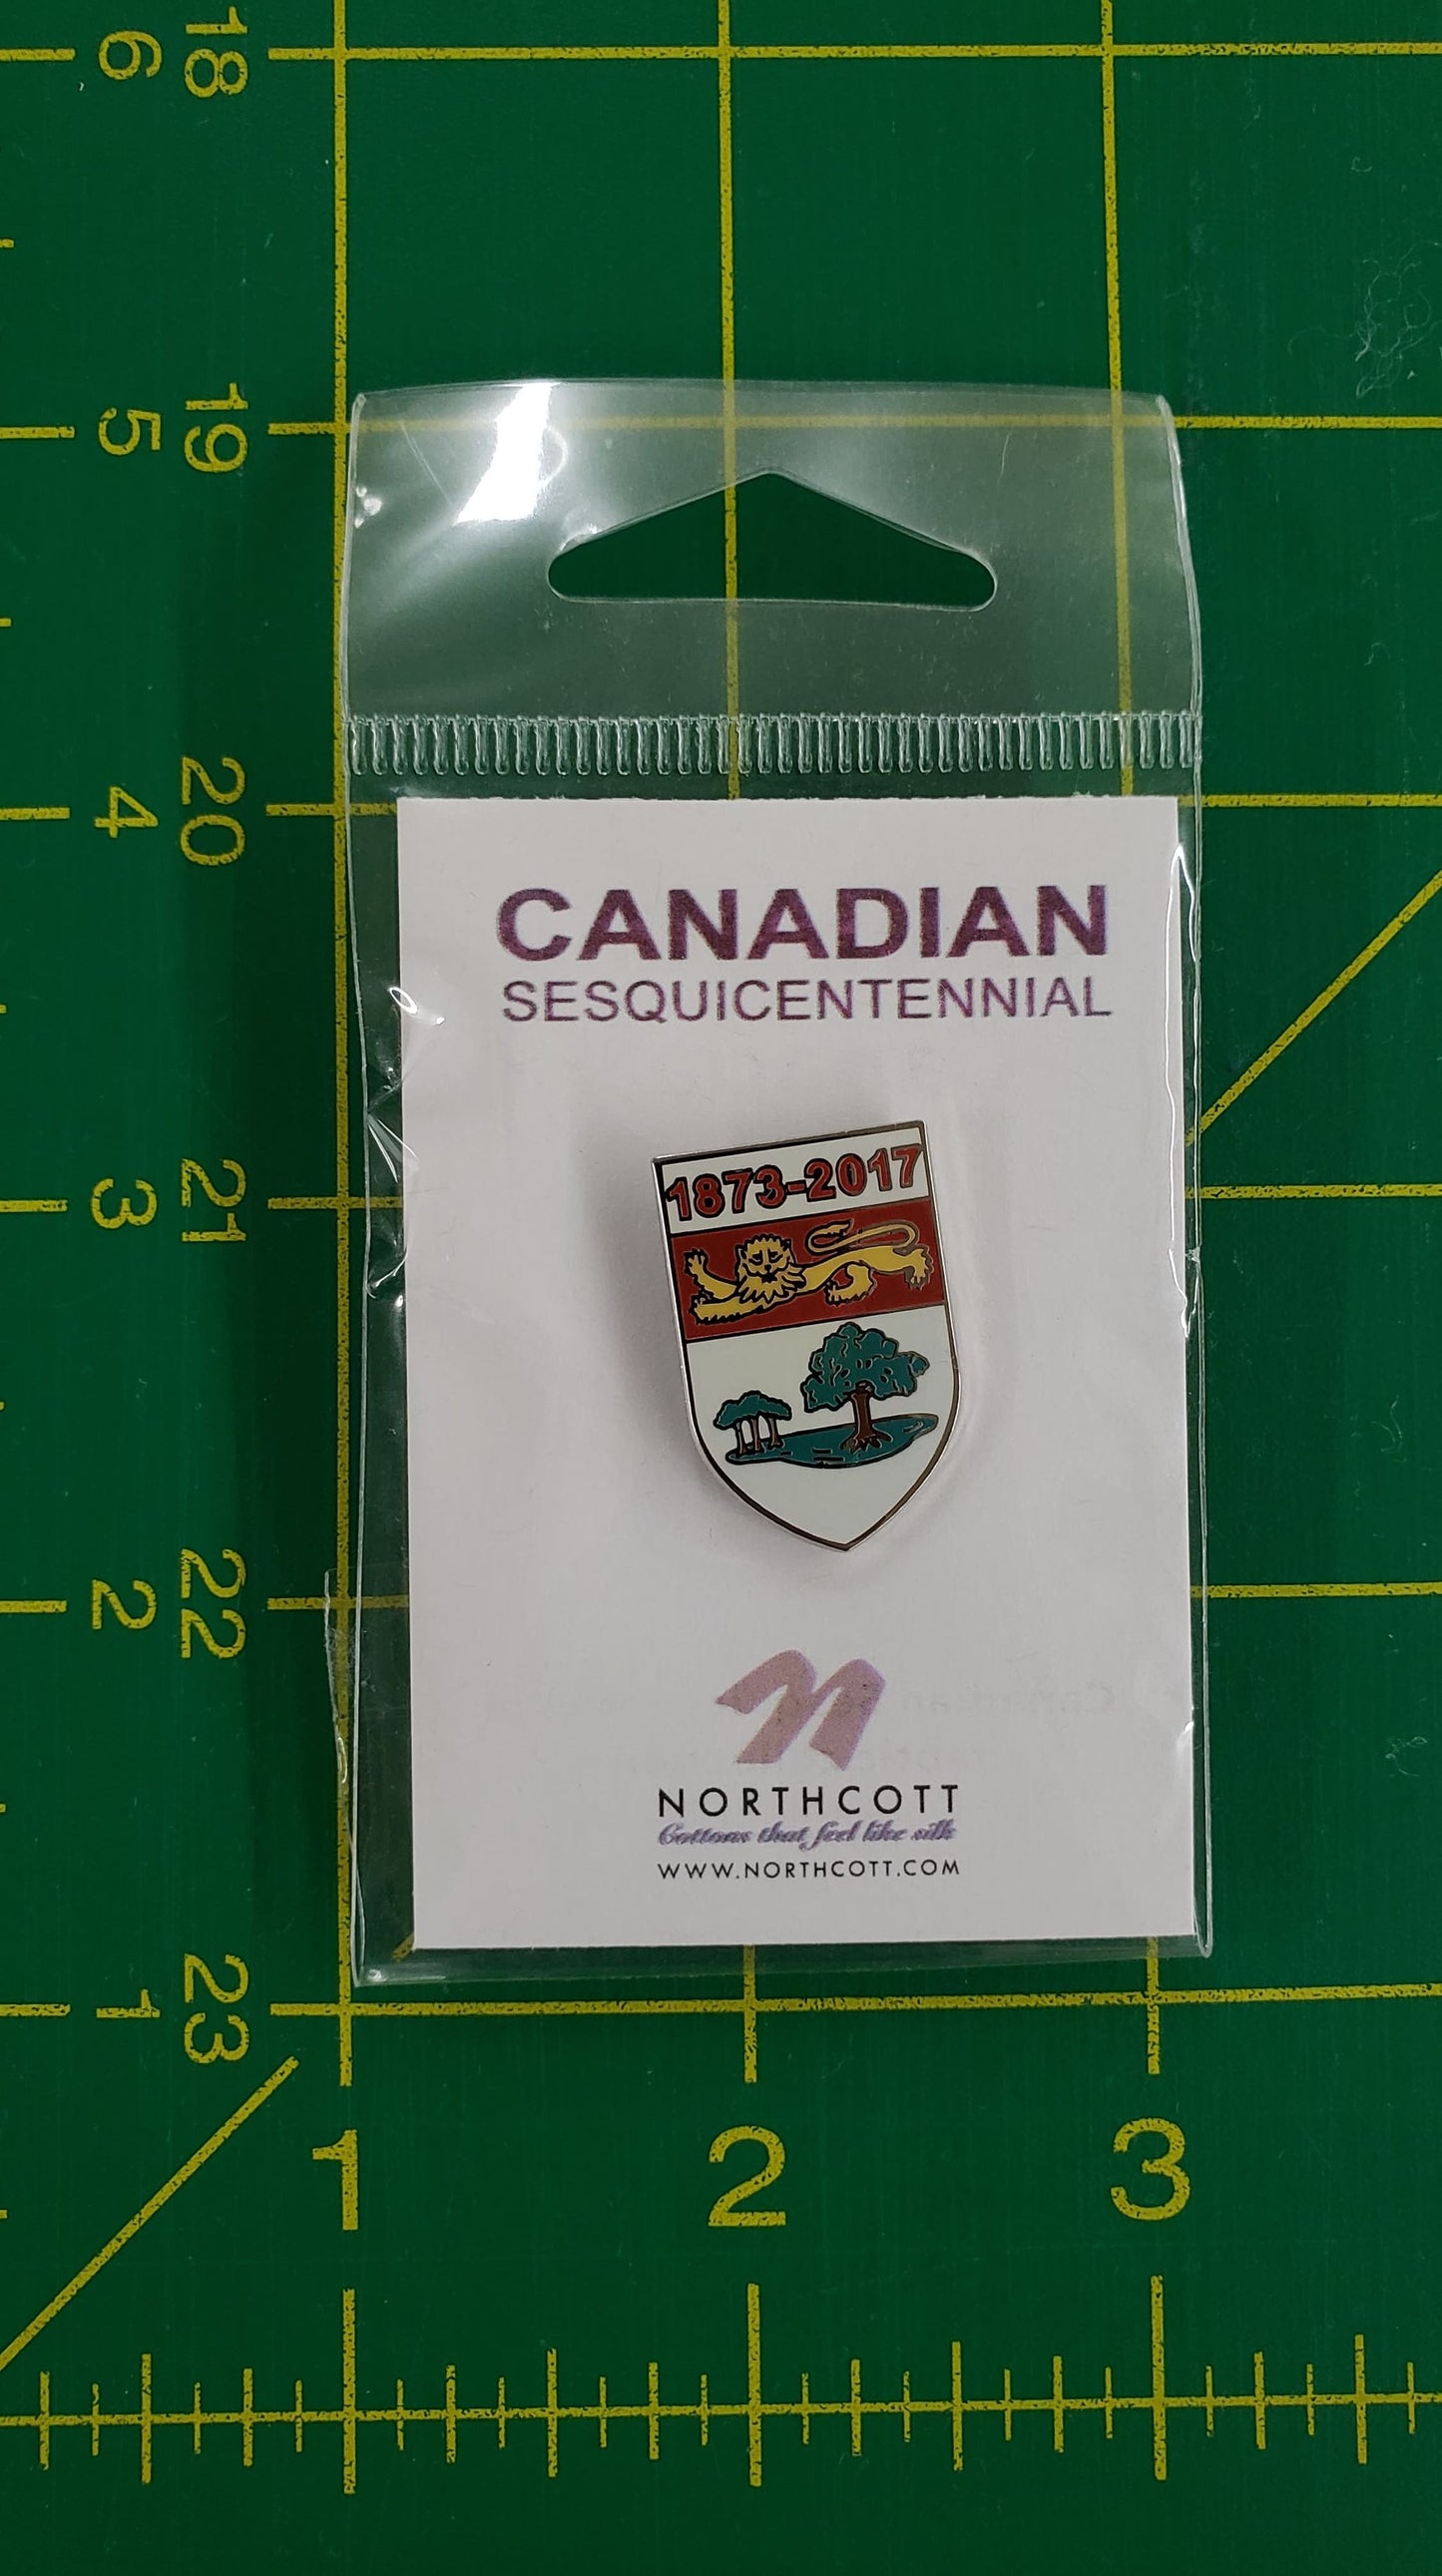 6 18
5 19
4 20
CANADIAN
SESQUICENTENNIAL
1873-2017
3 21
2 22
NORTHCOTT
Cottons that feel like silk
WWW.NORTHCOTT.COM
1 23
1 2 3